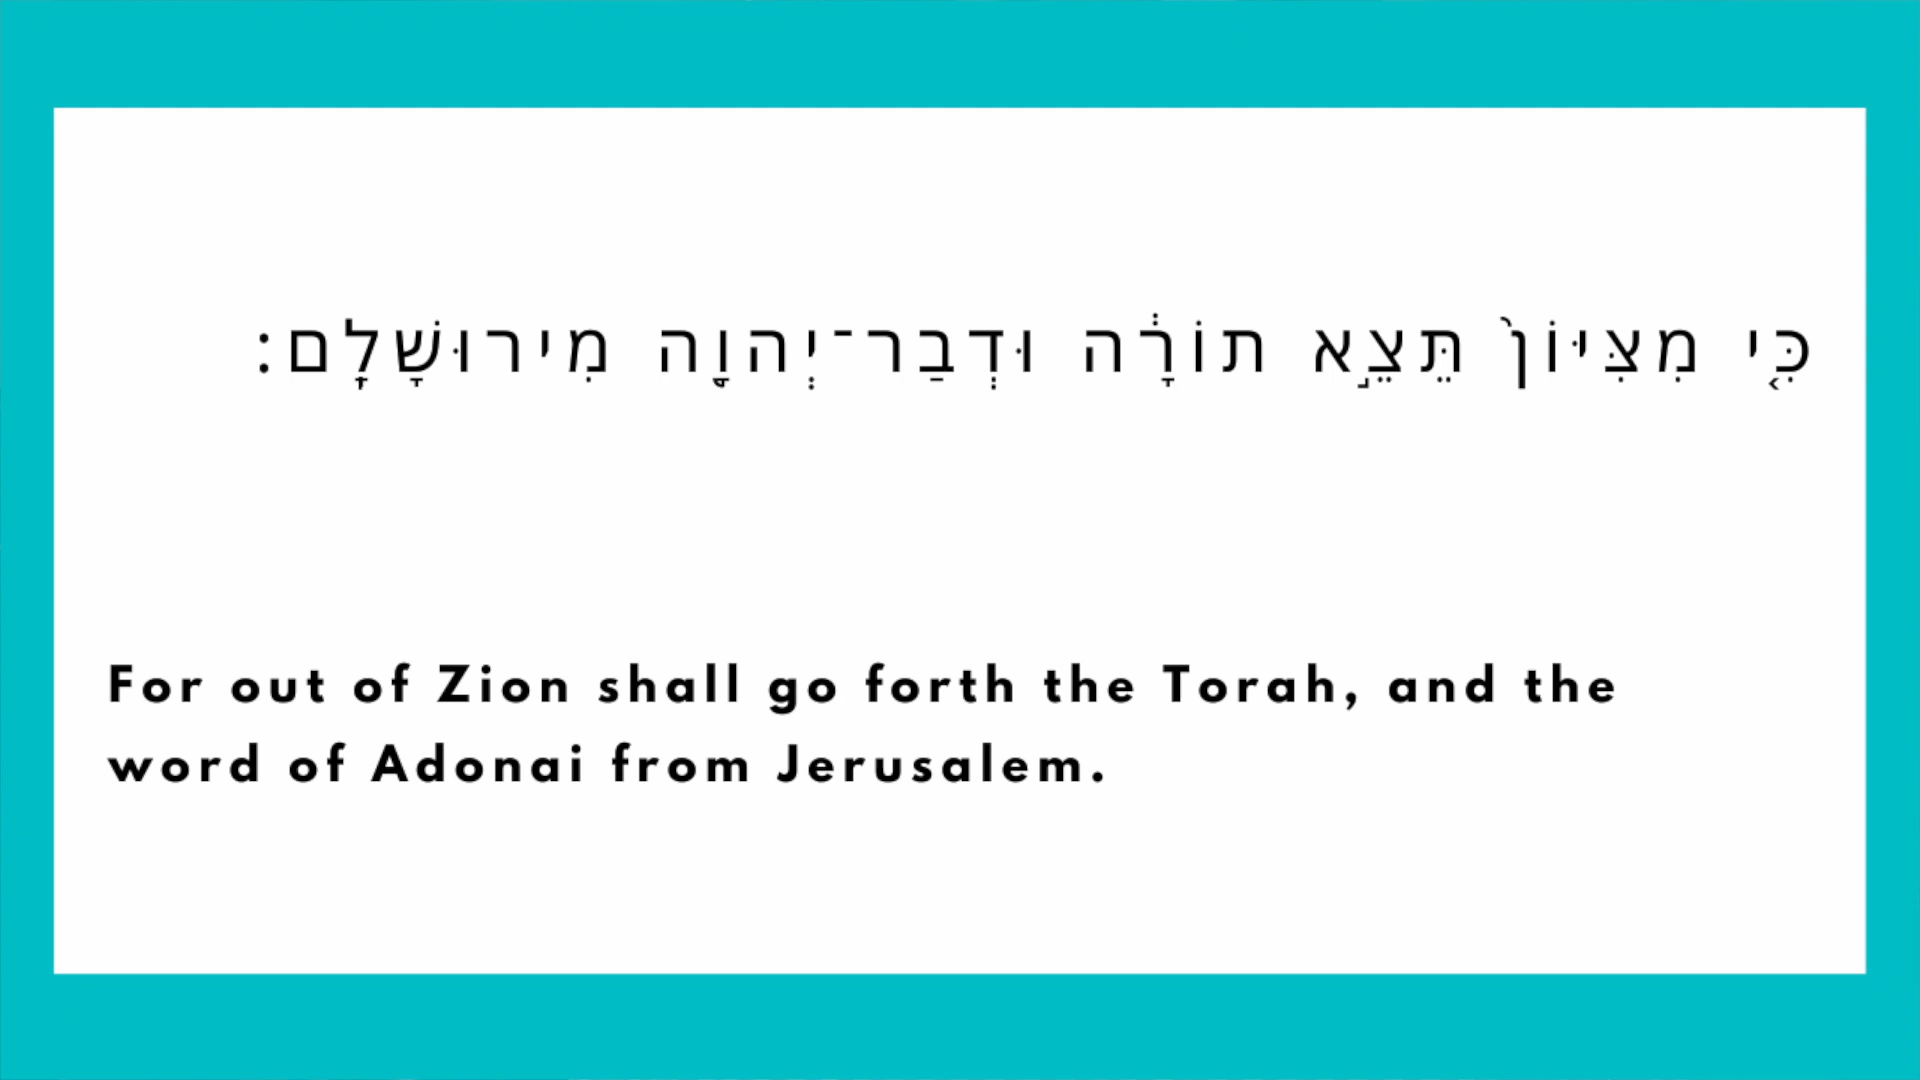 כִּ֤י מִצִּיּוֹן֙ תֵּצֵ֣א תוֹרָ֔ה וּדְבַר־יְהוָ֖ה מִירוּשָׁלִָֽם׃
For out of Zion shall go forth the Torah, and the
word of Adonai from Jerusalem.